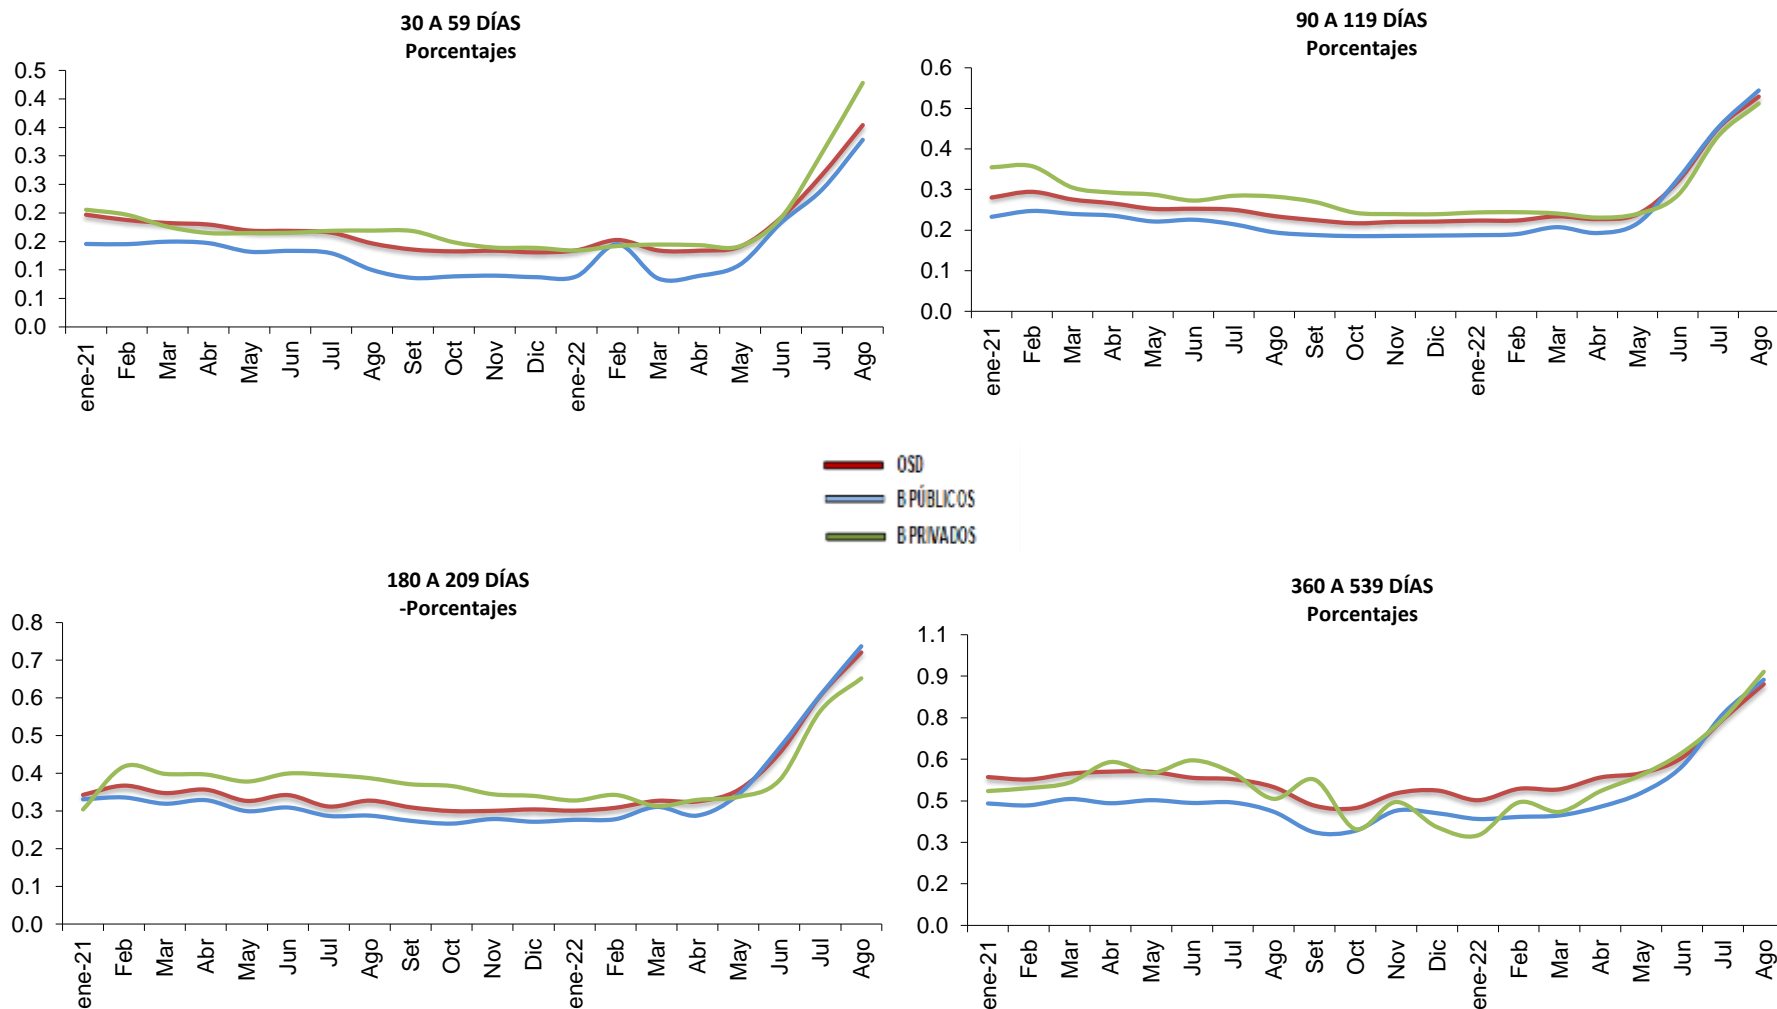 30 A 59 DÍAS
Porcentajes
0.5
0.4
0.4
0.3
0.3
0.2
0.2
0.1
0.1
0.0
ene-21
Feb
Mar
Abr
May
Jun
Jul
Ago
Set
Oct
Nov
Dic
ene-22
Feb
Mar
Abr
May
Jun
Jul
Ago
90 A 119 DÍAS
Porcentajes
0.6
0.5
0.4
0.3
0.2
0.1
0.0
ene-21
Feb
Mar
Abr
May
Jun
Jul
Ago
Set
Oct
Nov
Dic
ene-22
Feb
Mar
Abr
May
Jun
Jul
Ago
OSD
B PÚBLICOS
B PRIVADOS
180 A 209 DÍAS
-Porcentajes
0.8
0.7
0.6
0.5
0.4
0.3
0.2
0.1
0.0
ene-21
Feb
Mar
Abr
May
Jun
Jul
Ago
Set
Oct
Nov
Dic
ene-22
Feb
Mar
Abr
May
Jun
Jul
Ago
360 A 539 DÍAS
Porcentajes
1.1
0.9
0.8
0.6
0.5
0.3
0.2
0.0
ene-21
Feb
Mar
Abr
May
Jun
Jul
Ago
Set
Oct
Nov
Dic
ene-22
Feb
Mar
Abr
May
Jun
Jul
Ago